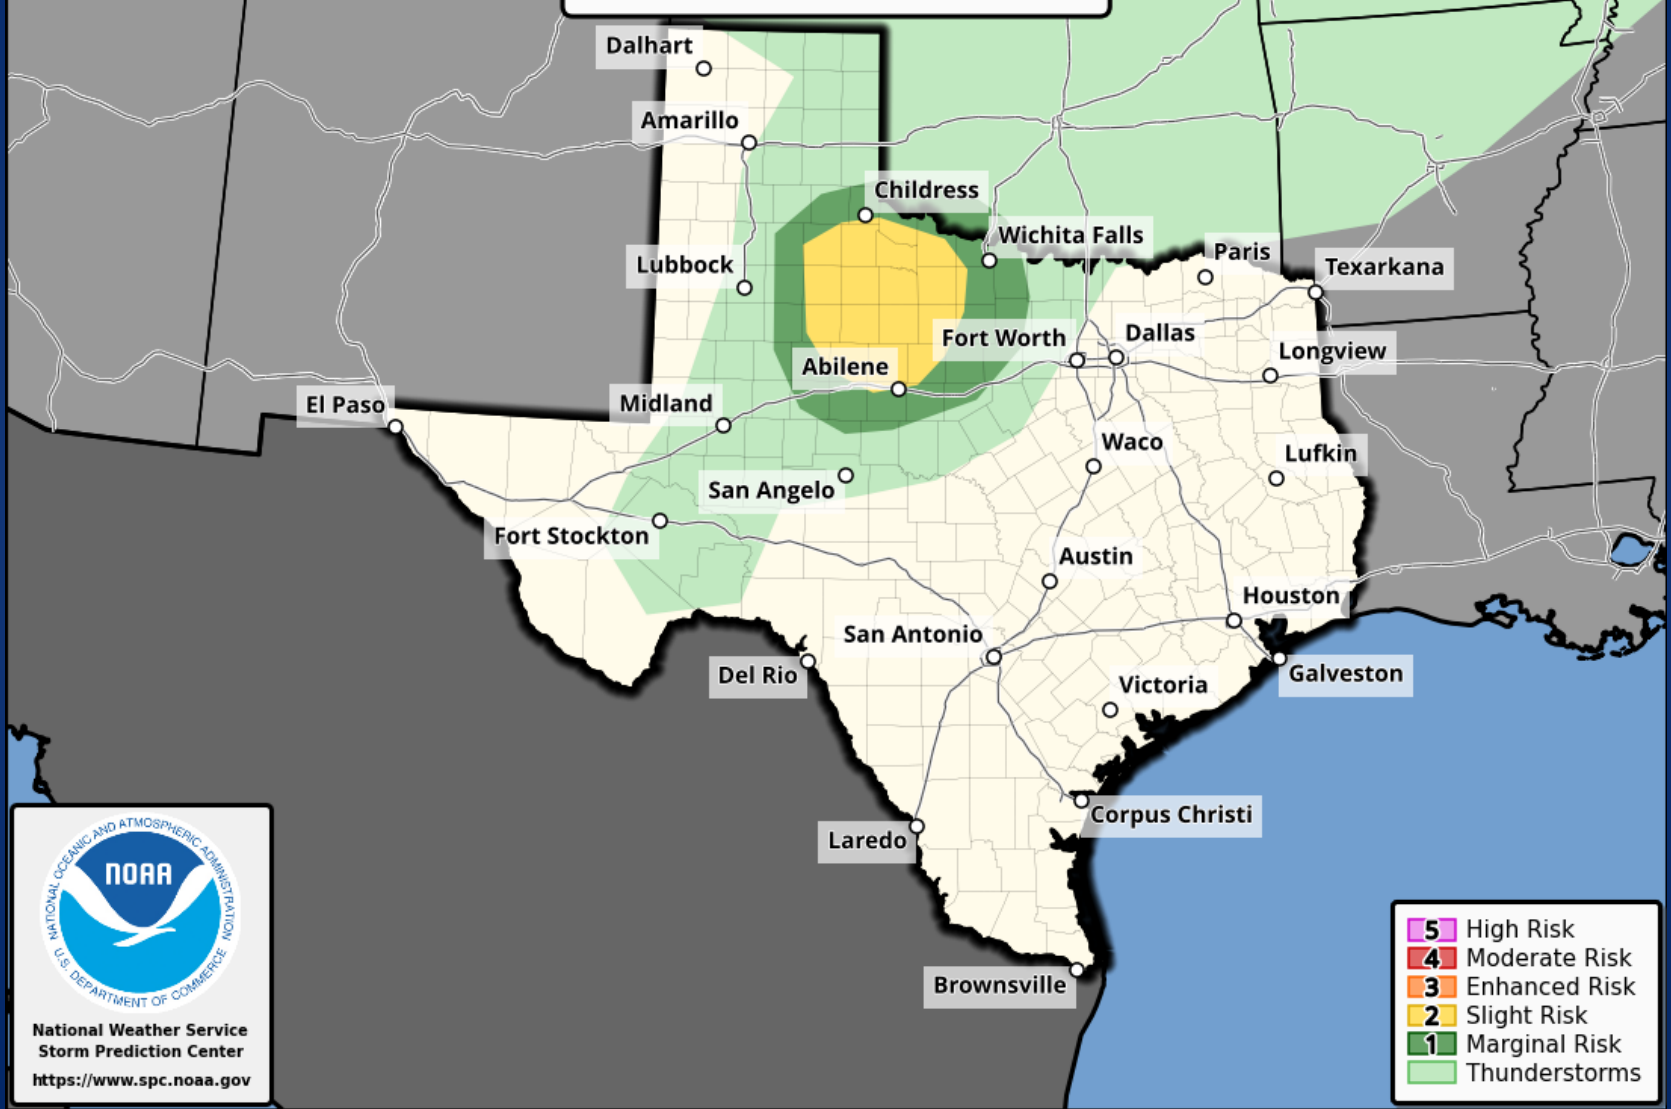 Dalhart
Amarillo
Childress
Wichita Falls
Paris
Texarkana
Lubbock
Fort Worth
Dallas
Longview
Abilene
El Paso
Midland
Waco
Lufkin
San Angelo
Fort Stockton
Austin
Houston
San Antonio
Del Rio
Victoria
Galveston
Corpus Christi
Laredo
Brownsville
NATIONAL OCEANIC AND ATMOSPHERIC ADMINISTRATION
NOAA
U.S. DEPARTMENT OF COMMERCE
National Weather Service
Storm Prediction Center
https://www.spc.noaa.gov
5 High Risk
4 Moderate Risk
3 Enhanced Risk
2 Slight Risk
1 Marginal Risk
Thunderstorms